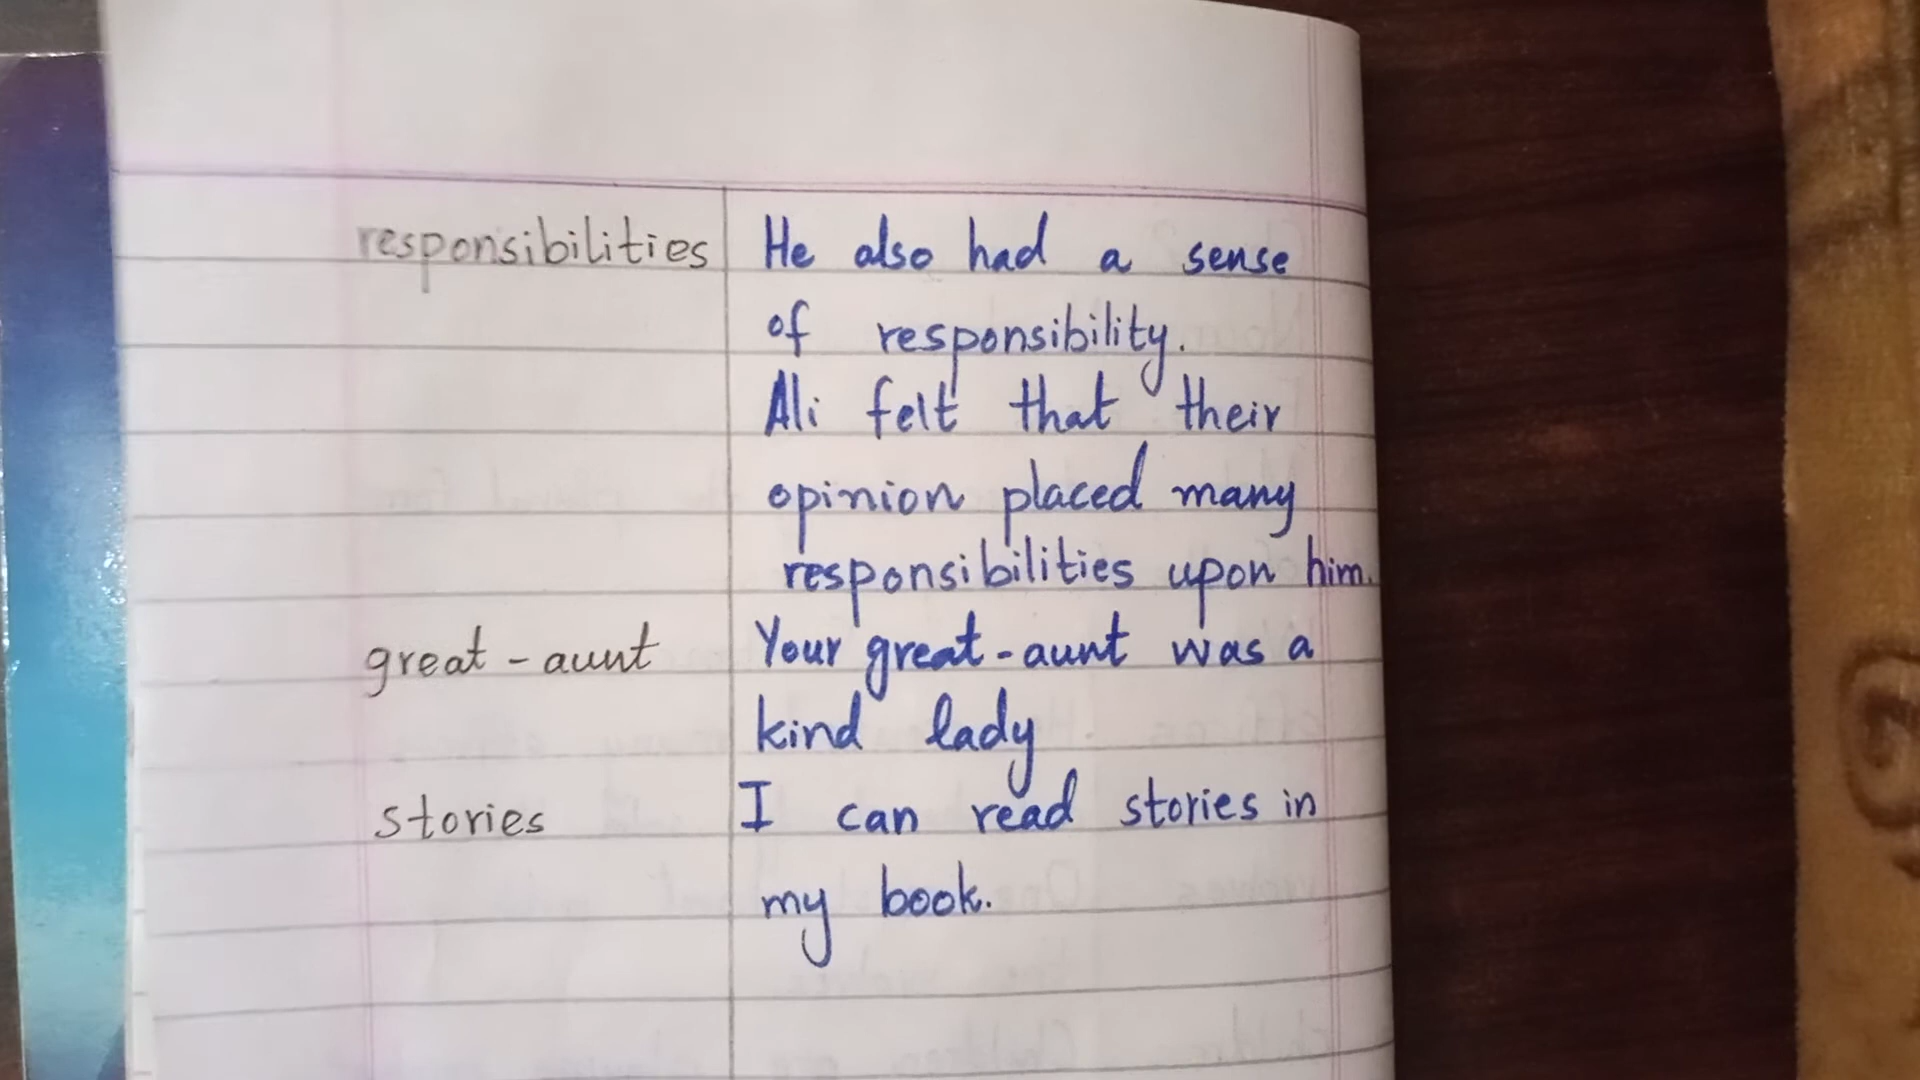 responsibilities He also had a sense
of responsibility.
Ali felt that their
opinion placed many
responsibilities upon him.
great-aunt Your great-aunt was a
kind lady
stories I can read stories in
my book.